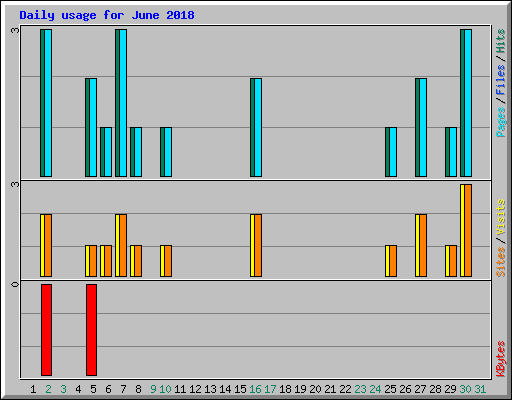 Daily usage for June 2018
3
Pages / Files / Hits
3
Sites / Visits
0
KBytes
1 2 3 4 5 6 7 8 9 10 11 12 13 14 15 16 17 18 19 20 21 22 23 24 25 26 27 28 29 30 31